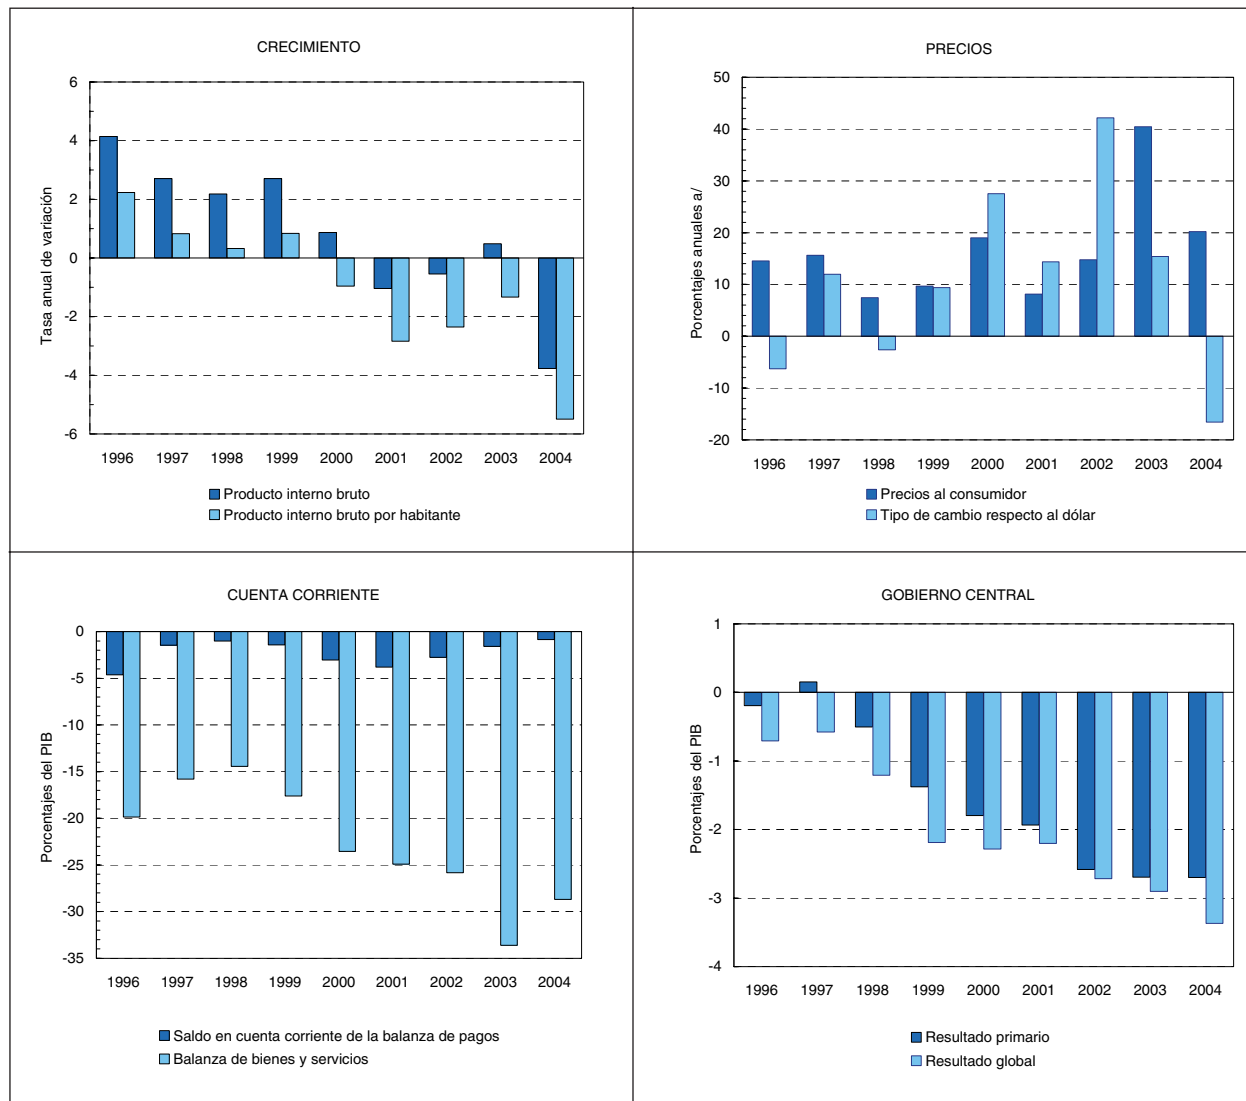 CRECIMIENTO
Tasa anual de variación
6
4
2
0
-2
-4
-6
1996 1997 1998 1999 2000 2001 2002 2003 2004
Producto interno bruto
Producto interno bruto por habitante
PRECIOS
Porcentajes anuales a/
50
40
30
20
10
0
-10
-20
1996 1997 1998 1999 2000 2001 2002 2003 2004
Precios al consumidor
Tipo de cambio respecto al dólar
CUENTA CORRIENTE
Porcentajes del PIB
0
-5
-10
-15
-20
-25
-30
-35
1996 1997 1998 1999 2000 2001 2002 2003 2004
Saldo en cuenta corriente de la balanza de pagos
Balanza de bienes y servicios
GOBIERNO CENTRAL
Porcentajes del PIB
1
0
-1
-2
-3
-4
1996 1997 1998 1999 2000 2001 2002 2003 2004
Resultado primario
Resultado global